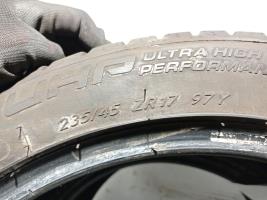 UHP ULTRA HIGH
PERFORMAN
235/45 ZR17 97Y